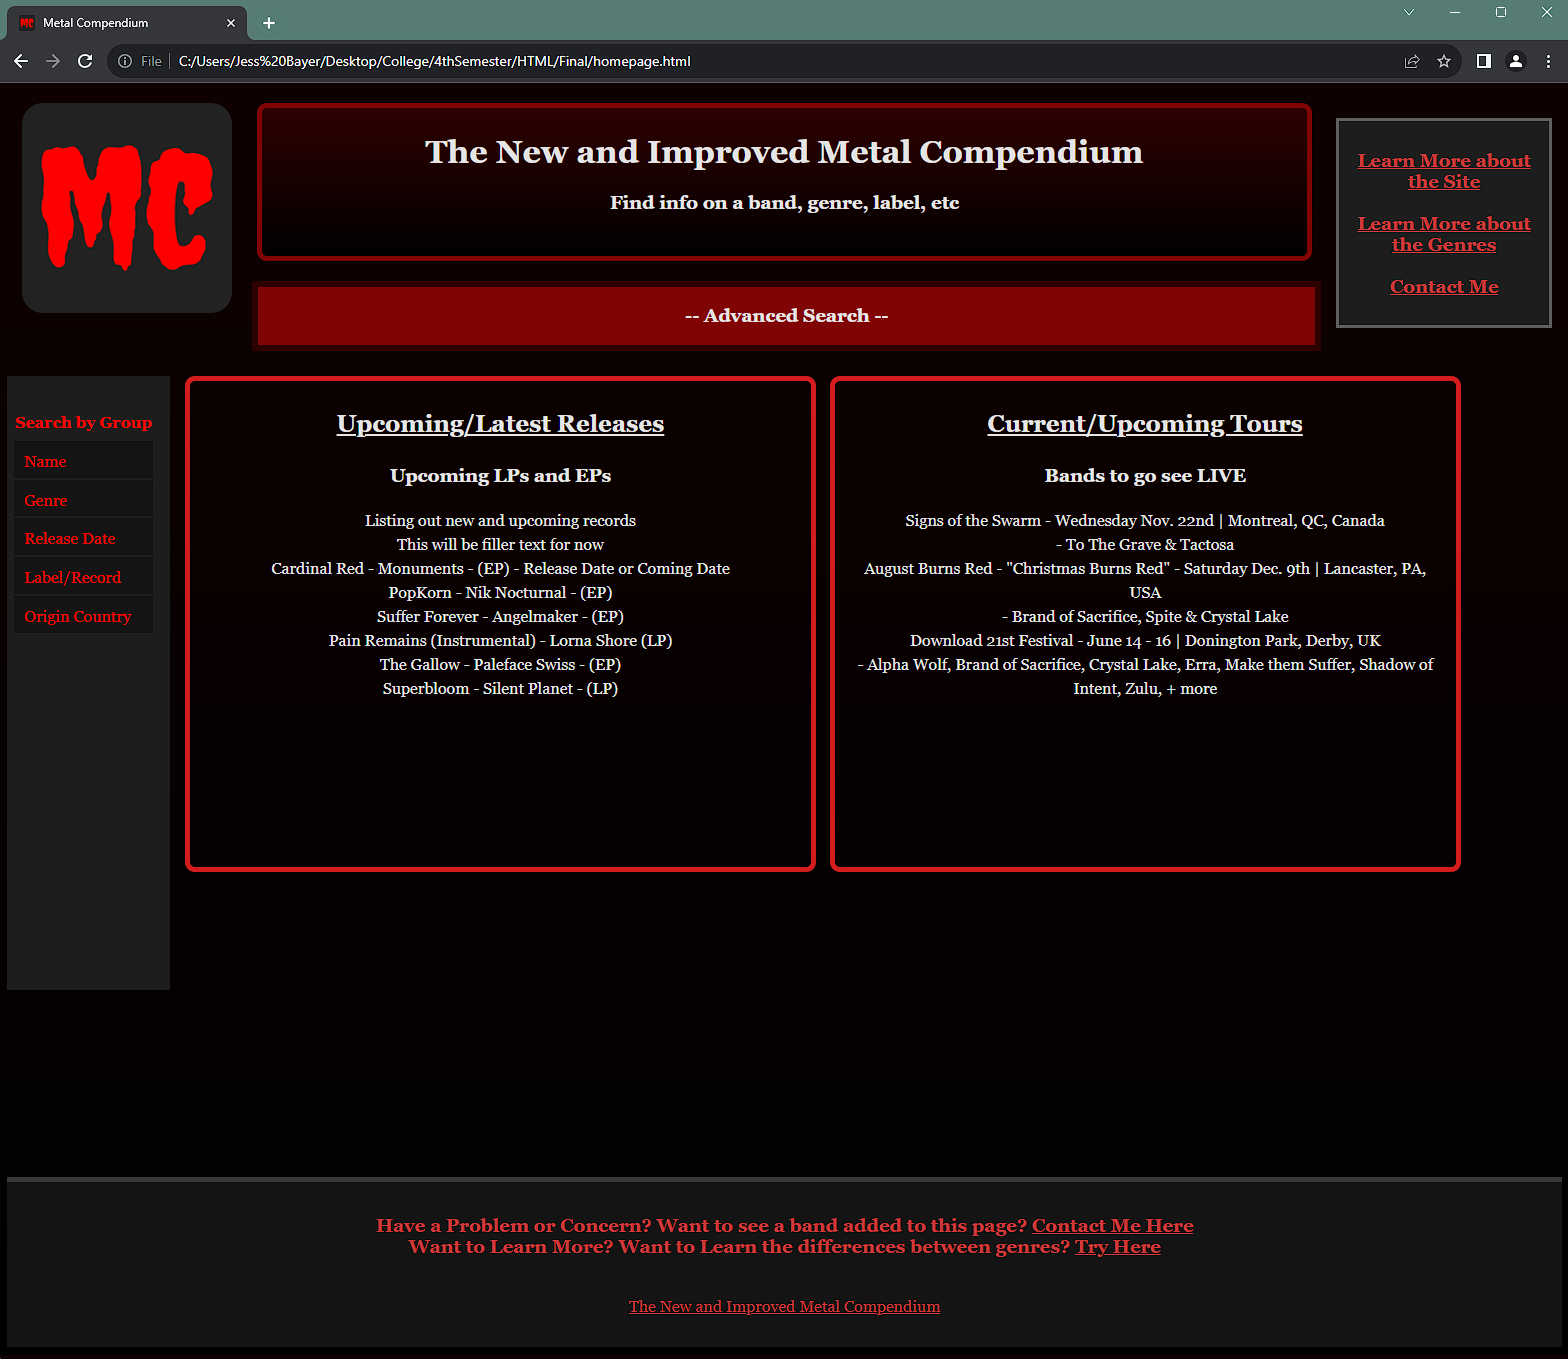 MC Metal Compendium
File C:/Users/Jess%20Bayer/Desktop/College/4thSemester/HTML/Final/homepage.html
MC
The New and Improved Metal Compendium
Find info on a band, genre, label, etc
-- Advanced Search --
Learn More about
the Site
Learn More about
the Genres
Contact Me
Search by Group
Name
Genre
Release Date
Label/Record
Origin Country
Upcoming/Latest Releases
Upcoming LPs and EPs
Listing out new and upcoming records
This will be filler text for now
Cardinal Red - Monuments - (EP) - Release Date or Coming Date
PopKorn - Nik Nocturnal - (EP)
Suffer Forever - Angelmaker - (EP)
Pain Remains (Instrumental) - Lorna Shore (LP)
The Gallow - Paleface Swiss - (EP)
Superbloom - Silent Planet - (LP)
Current/Upcoming Tours
Bands to go see LIVE
Signs of the Swarm - Wednesday Nov. 22nd | Montreal, QC, Canada
- To The Grave & Tactosa
August Burns Red - "Christmas Burns Red" - Saturday Dec. 9th | Lancaster, PA,
USA
- Brand of Sacrifice, Spite & Crystal Lake
Download 21st Festival - June 14 - 16 | Donington Park, Derby, UK
- Alpha Wolf, Brand of Sacrifice, Crystal Lake, Erra, Make them Suffer, Shadow of
Intent, Zulu, + more
Have a Problem or Concern? Want to see a band added to this page? Contact Me Here
Want to Learn More? Want to Learn the differences between genres? Try Here
The New and Improved Metal Compendium